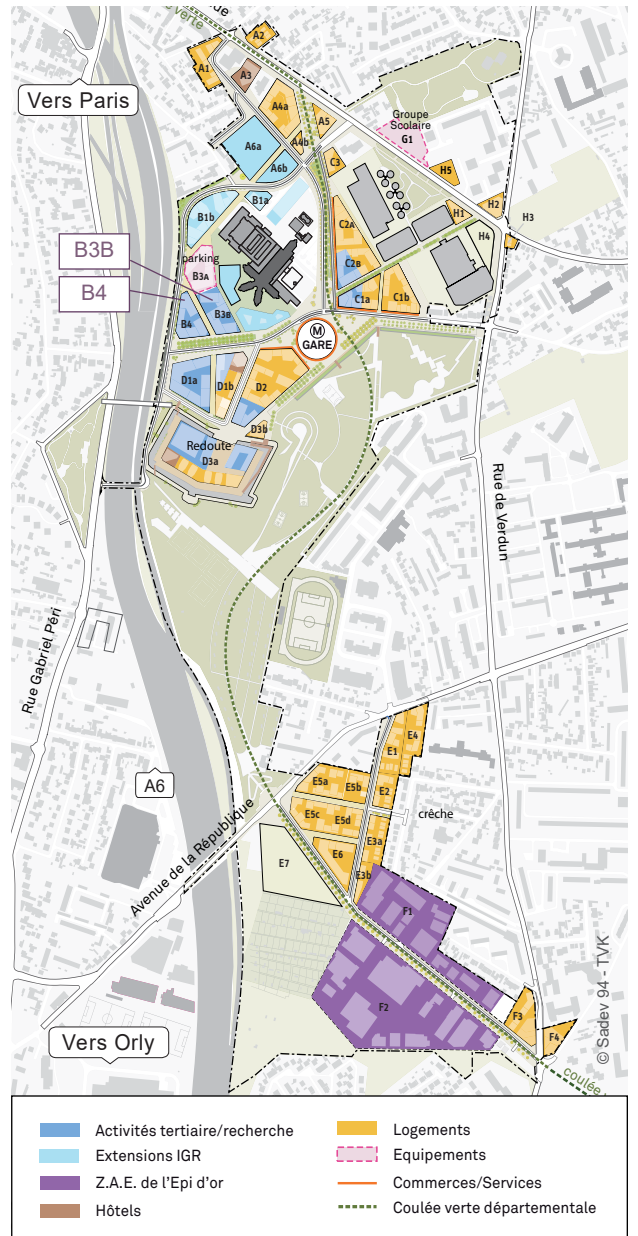 verte
A2
A1
A3
Vers Paris
A4a
A5
Groupe
Scolaire
G1
A4b
A6a
A6b
C3
H5
B1a
H2
H1
B1b
C2A
H3
H4
B3B
parking
B3A
C2B
B4
C1a
C1b
B3B
B4
M
GARE
D1a
D1b
D2
D3b
Redoute
D3a
Rue de Verdun
Rue Gabriel Péri
E4
E1
A6
E5a
E5b
E2
crêche
E5c
E5d
E3a
Avenue de la République
E6
E7
E3b
F1
F2
F3
F4
Vers Orly
© Sadev 94 - TVK
coulée
Activités tertiaire/recherche
Extensions IGR
Z.A.E. de l'Epi d'or
Hôtels
Logements
Equipements
Commerces/Services
Coulée verte départementale